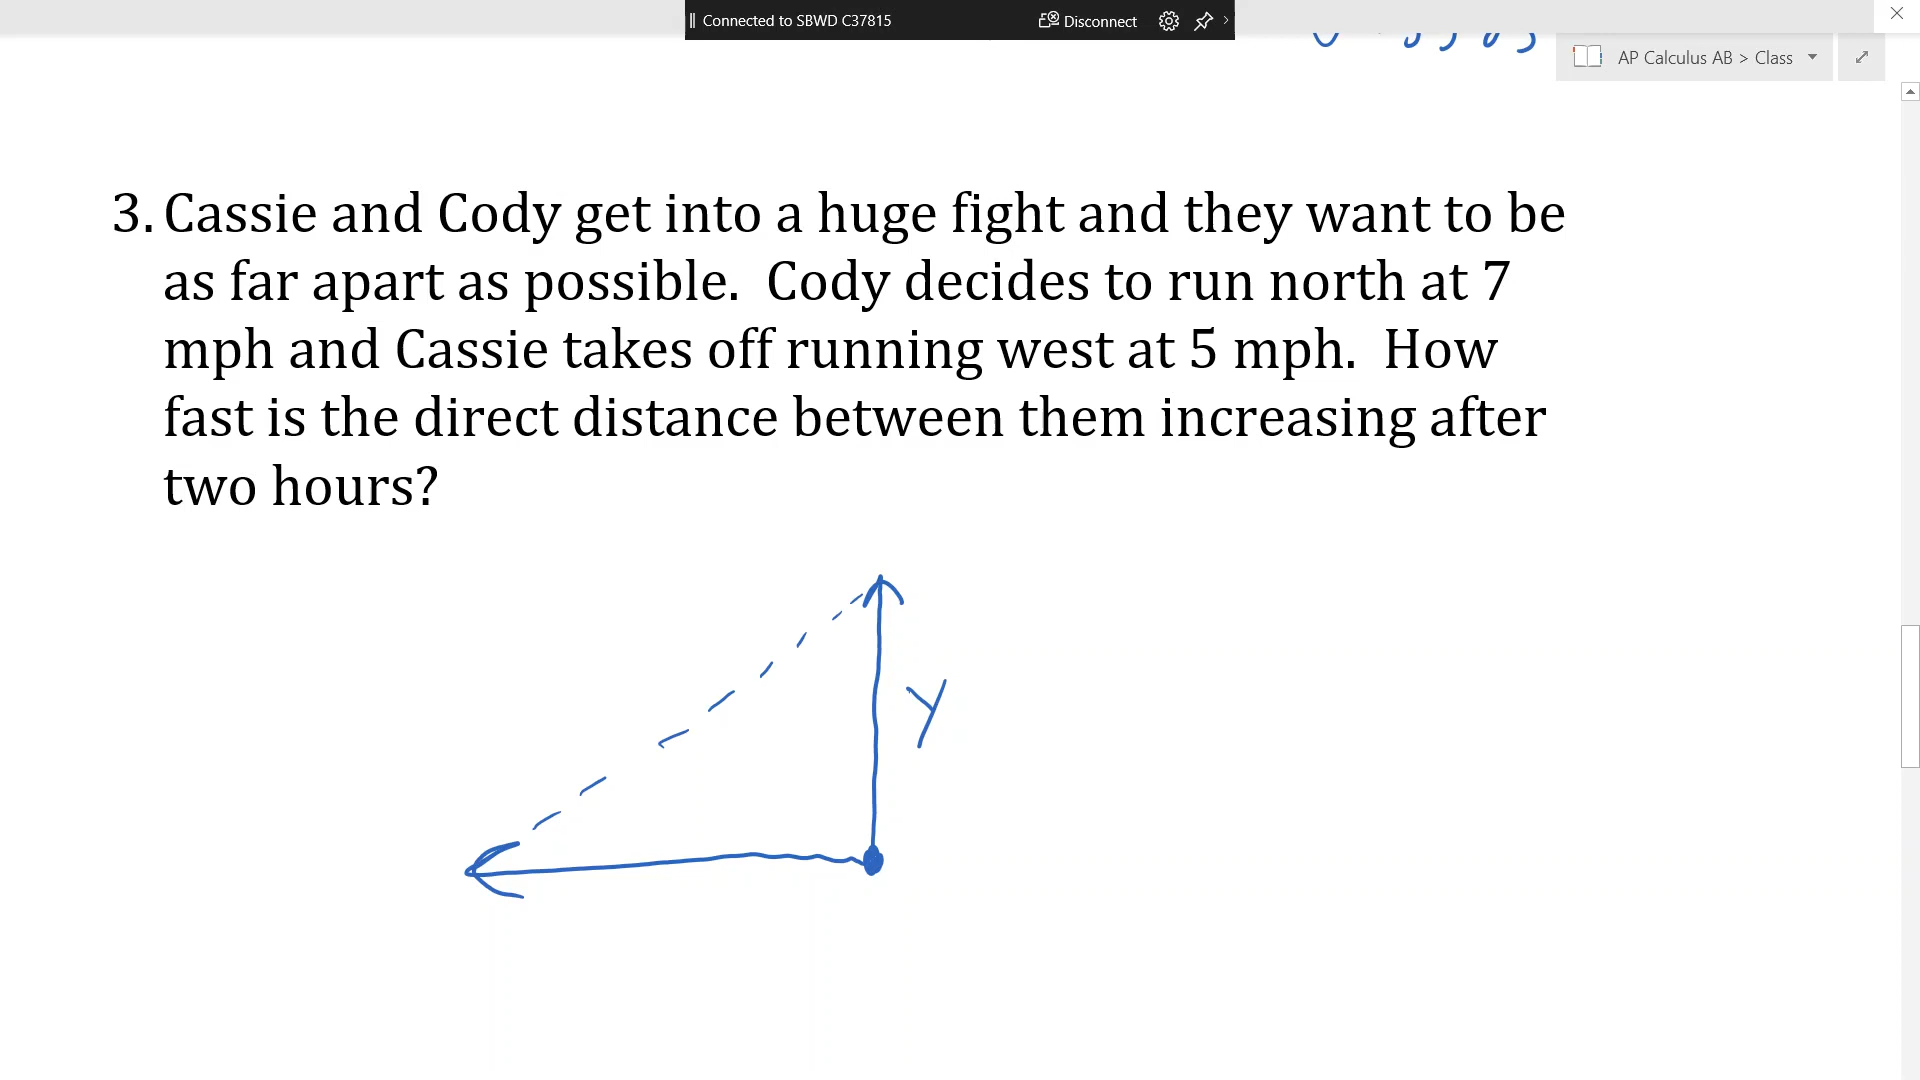 Connected to SBWD C37815
Disconnect
AP Calculus AB > Class
3. Cassie and Cody get into a huge fight and they want to be
as far apart as possible.  Cody decides to run north at 7
mph and Cassie takes off running west at 5 mph.  How
fast is the direct distance between them increasing after
two hours?
y